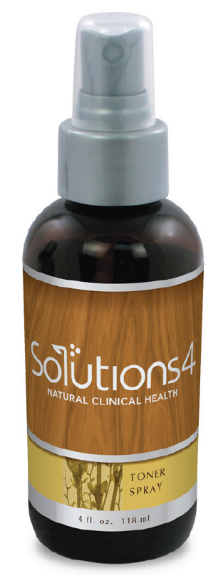 Solutions4
NATURAL CLINICAL HEALTH
TONER
SPRAY
4 fl. oz. 118 ml